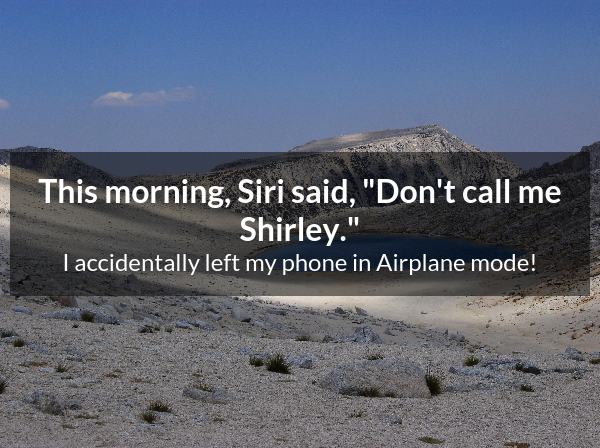 This morning, Siri said, "Don't call me
Shirley."
I accidentally left my phone in Airplane mode!